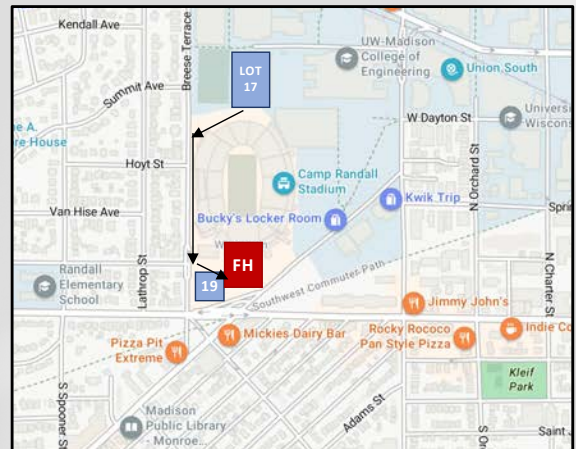 Kendall Ave
Breese Terrace
UW-Madison
College of
Engineering
Union South
LOT
17
Summit Ave
W Dayton St
Univers
Wiscons
ne A.
re House
Hoyt St
N Orchard St
Camp Randall
Stadium
Kwik Trip
Van Hise Ave
Bucky's Locker Room
Sprin
W
FH
Randall
Elementary
School
Lathrop St
19
Southwest Commuter Path
N Charter St
Jimmy John's
Mickies Dairy Bar
Rocky Rococo
Pan Style Pizza
Indie Co
Pizza Pit
Extreme
Kleif
Park
S Spooner St
Adams St
Madison
Public Library
- Monroe...
S Or
Saint J